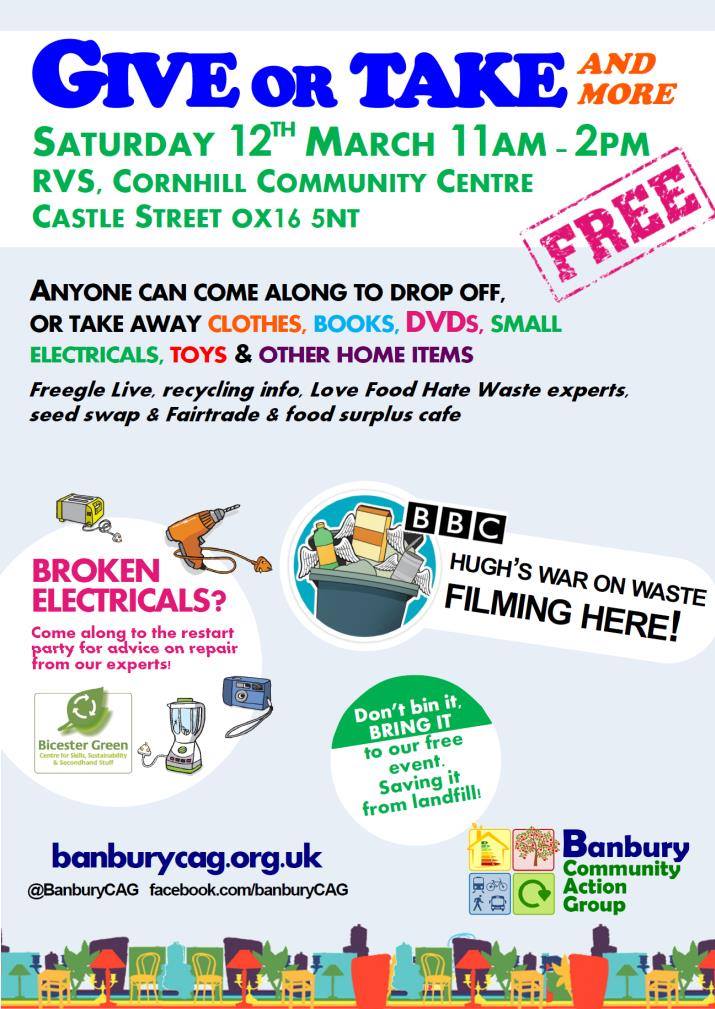 GIVE OR TAKE AND MORE
SATURDAY 12TH MARCH 11AM - 2PM
RVS, CORNHILL COMMUNITY CENTRE
CASTLE STREET OX16 5NT
FREE
ANYONE CAN COME ALONG TO DROP OFF,
OR TAKE AWAY CLOTHES, BOOKS, DVDs, SMALL
ELECTRICALS, TOYS & OTHER HOME ITEMS
Freegle Live, recycling info, Love Food Hate Waste experts,
seed swap & Fairtrade & food surplus cafe
BROKEN
ELECTRICALS?
Come along to the restart
party for advice on repair
from our experts!
Bicester Green
Centre for Skills, Sustainability
& Secondhand Stuff
BBC
HUGH'S WAR ON WASTE
FILMING HERE!
Don't bin it,
BRING IT
to our free
event.
Saving it
from landfill!
banburycag.org.uk
@BanburyCAG facebook.com/banburyCAG
Banbury
Community
Action
Group